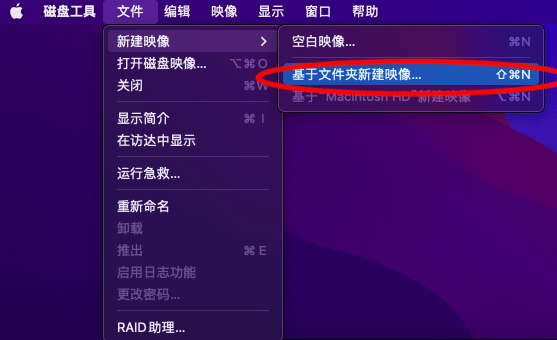 磁盘工具 文件 编辑 映像 显示 窗口 帮助
新建映像
打开磁盘映像... ⌥⌘O
关闭 ⌘W
显示简介 ⌘I
在访达中显示
运行急救...
重新命名
卸载
推出 ⌘E
启用日志功能
更改密码...
RAID 助理...
空白映像... ⌘N
基于文件夹新建映像... ⇧⌘N
基于“Macintosh HD”新建映像 ⌥⌘N